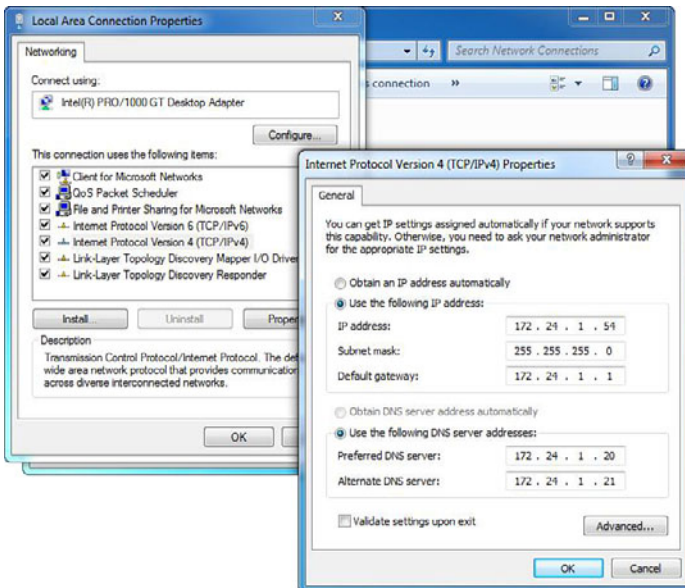 Local Area Connection Properties
Networking
Connect using:
Intel(R) PRO/1000 GT Desktop Adapter
Configure...
This connection uses the following items:
Client for Microsoft Networks
QoS Packet Scheduler
File and Printer Sharing for Microsoft Networks
Internet Protocol Version 6 (TCP/IPv6)
Internet Protocol Version 4 (TCP/IPv4)
Link-Layer Topology Discovery Mapper I/O Driver
Link-Layer Topology Discovery Responder
Install...
Uninstall
Proper
Description
Transmission Control Protocol/Internet Protocol. The def
wide area network protocol that provides communication
across diverse interconnected networks.
OK
Search Network Connections
s connection »
Internet Protocol Version 4 (TCP/IPv4) Properties
General
You can get IP settings assigned automatically if your network supports
this capability. Otherwise, you need to ask your network administrator
for the appropriate IP settings.
Obtain an IP address automatically
Use the following IP address:
IP address: 172 . 24 . 1 . 54
Subnet mask: 255 . 255 . 255 . 0
Default gateway: 172 . 24 . 1 . 1
Obtain DNS server address automatically
Use the following DNS server addresses:
Preferred DNS server: 172 . 24 . 1 . 20
Alternate DNS server: 172 . 24 . 1 . 21
Validate settings upon exit
Advanced...
OK
Cancel